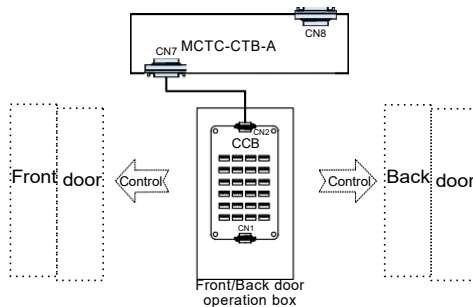 CN8
MCTC-CTB-A
CN7
CN2
CCB
Front door
Control
Control
Back door
CN1
Front/Back door
operation box